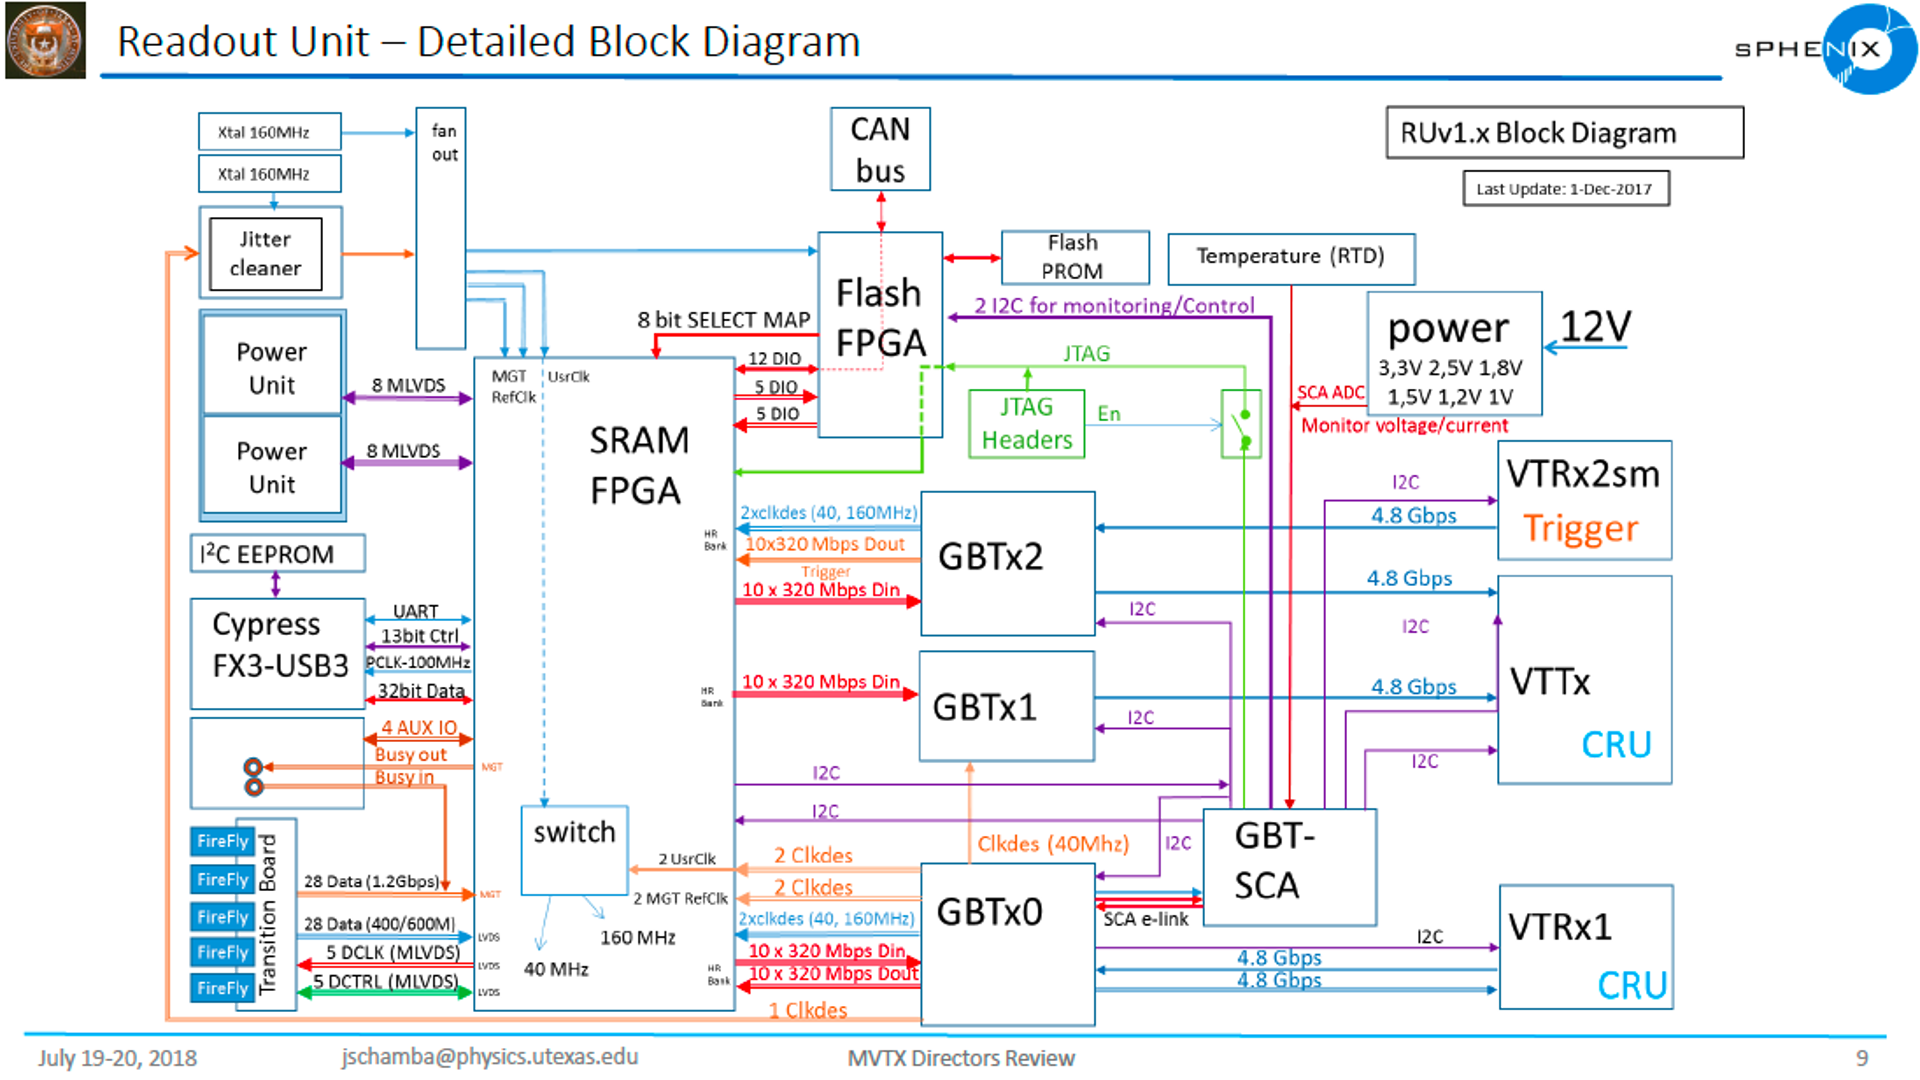 Readout Unit – Detailed Block Diagram
sPHENIX
Xtal 160MHz
Xtal 160MHz
fan
out
Jitter
cleaner
CAN
bus
RUv1.x Block Diagram
Last Update: 1-Dec-2017
Flash
FPGA
Flash
PROM
Temperature (RTD)
2 I2C for monitoring/Control
power
3,3V 2,5V 1,8V
1,5V 1,2V 1V
12V
SCA ADC
Monitor voltage/current
8 bit SELECT MAP
12 DIO
5 DIO
5 DIO
JTAG
JTAG
Headers
En
Power
Unit
Power
Unit
8 MLVDS
8 MLVDS
MGT
RefClk
UsrClk
SRAM
FPGA
I²C EEPROM
Cypress
FX3-USB3
UART
13bit Ctrl
PCLK-100MHz
32bit Data
4 AUX IO
Busy out
Busy in
MGT
HR
Bank
2xclkdes (40, 160MHz)
10x320 Mbps Dout
Trigger
10 x 320 Mbps Din
GBTx2
I2C
4.8 Gbps
VTRx2sm
Trigger
4.8 Gbps
I2C
I2C
VTTx
CRU
HR
Bank
10 x 320 Mbps Din
GBTx1
4.8 Gbps
I2C
I2C
I2C
I2C
I2C
switch
160 MHz
40 MHz
2 UsrClk
2 MGT RefClk
2 Clkdes
2 Clkdes
2xclkdes (40, 160MHz)
10 x 320 Mbps Din
10 x 320 Mbps Dout
HR
Bank
1 Clkdes
Clkdes (40Mhz)
GBTx0
GBT-
SCA
SCA e-link
I2C
4.8 Gbps
4.8 Gbps
VTRx1
CRU
FireFly
FireFly
FireFly
FireFly
FireFly
Transition Board
28 Data (1.2Gbps)
28 Data (400/600M)
5 DCLK (MLVDS)
5 DCTRL (MLVDS)
MGT
LVDS
LVDS
LVDS
July 19-20, 2018
jschamba@physics.utexas.edu
MVTX Directors Review
9